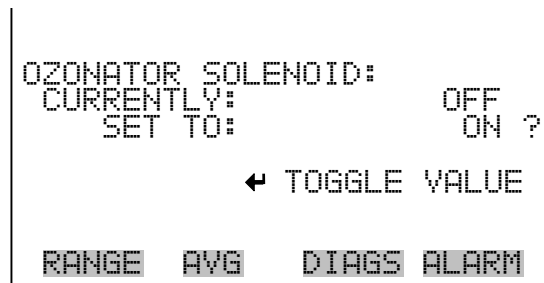 OZONATOR SOLENOID:
CURRENTLY: OFF
SET TO: ON ?
↵ TOGGLE VALUE
RANGE AVG DIAGS ALARM